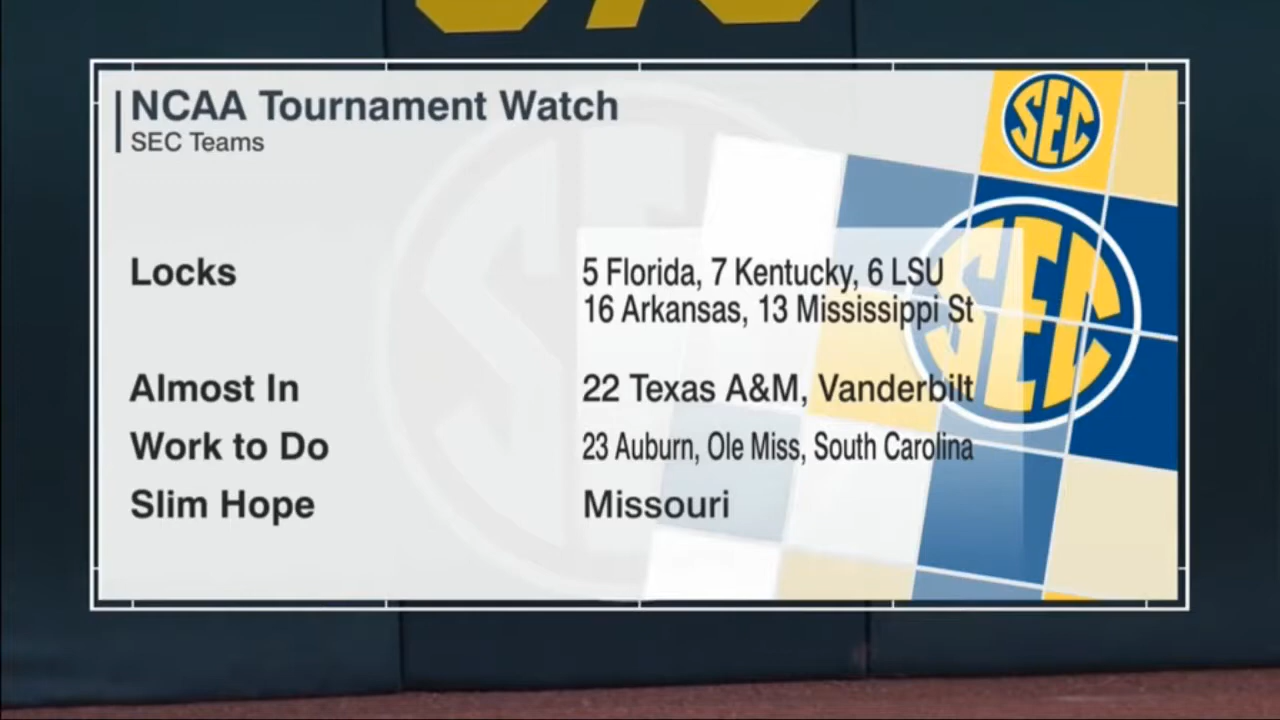 NCAA Tournament Watch
SEC Teams
SEC
SEC
Locks
5 Florida, 7 Kentucky, 6 LSU
16 Arkansas, 13 Mississippi St
Almost In
22 Texas A&M, Vanderbilt
Work to Do
23 Auburn, Ole Miss, South Carolina
Slim Hope
Missouri